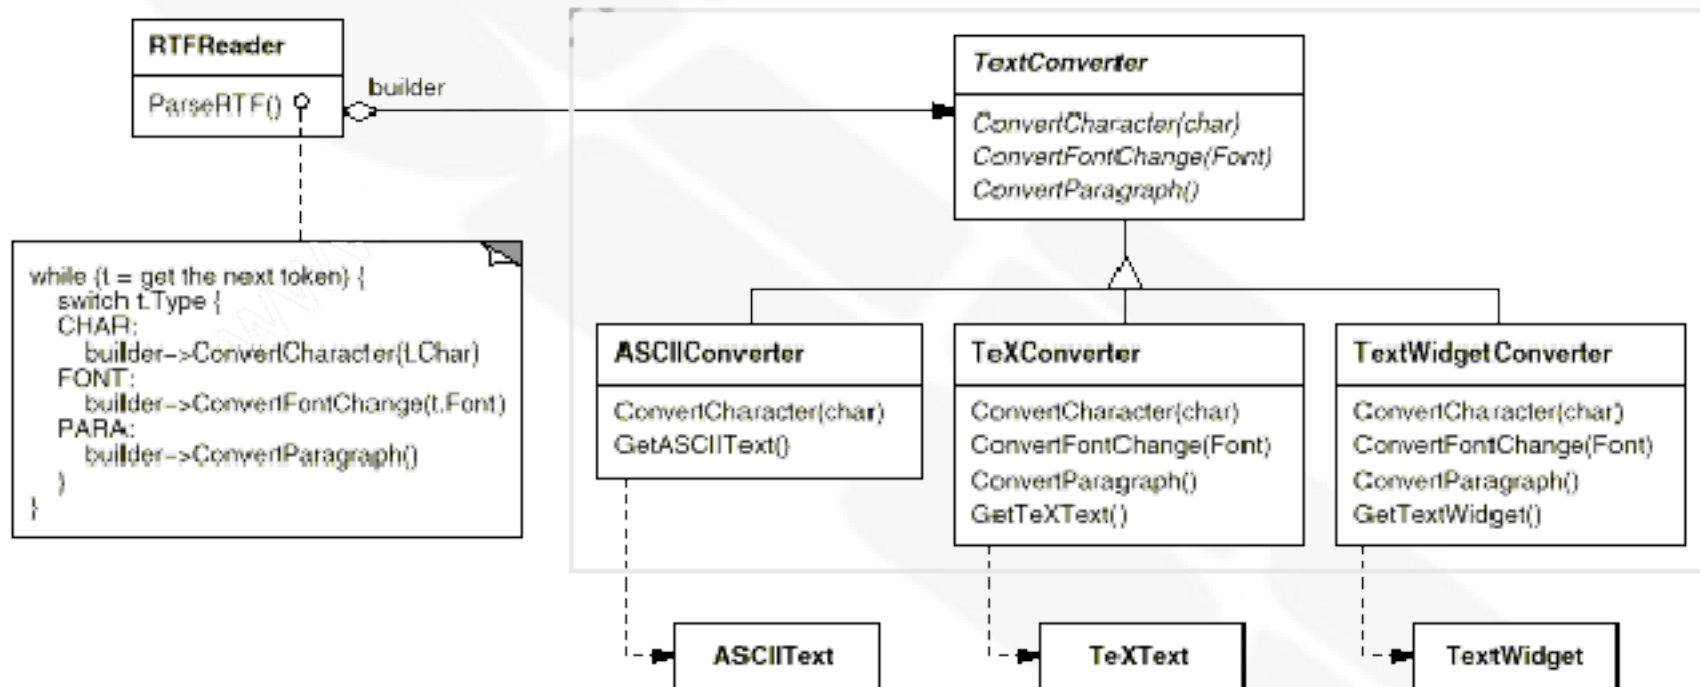 RTFReader
ParseRTF()
builder
TextConverter
ConvertCharacter(char)
ConvertFontChange(Font)
ConvertParagraph()
while (t = get the next token) {
switch t.Type {
CHAR:
builder->ConvertCharacter(t.Char)
FONT:
builder->ConvertFontChange(t.Font)
PARA:
builder->ConvertParagraph()
}
}
ASCIIConverter
ConvertCharacter(char)
GetASCIIText()
TeXConverter
ConvertCharacter(char)
ConvertFontChange(Font)
ConvertParagraph()
GetTeXText()
TextWidgetConverter
ConvertCharacter(char)
ConvertFontChange(Font)
ConvertParagraph()
GetTextWidget()
ASCIIText
TeXText
TextWidget